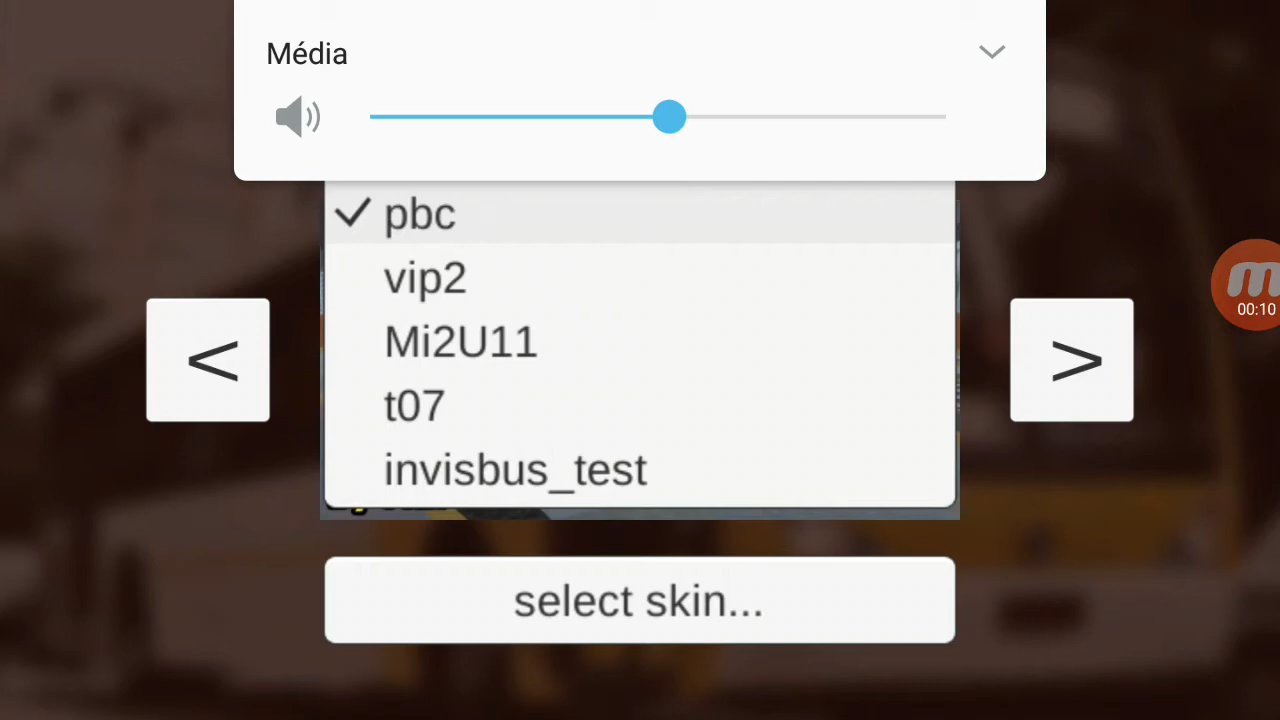 Média
pbc
vip2
Mi2U11
t07
invisbus_test
<
>
00:10
select skin...